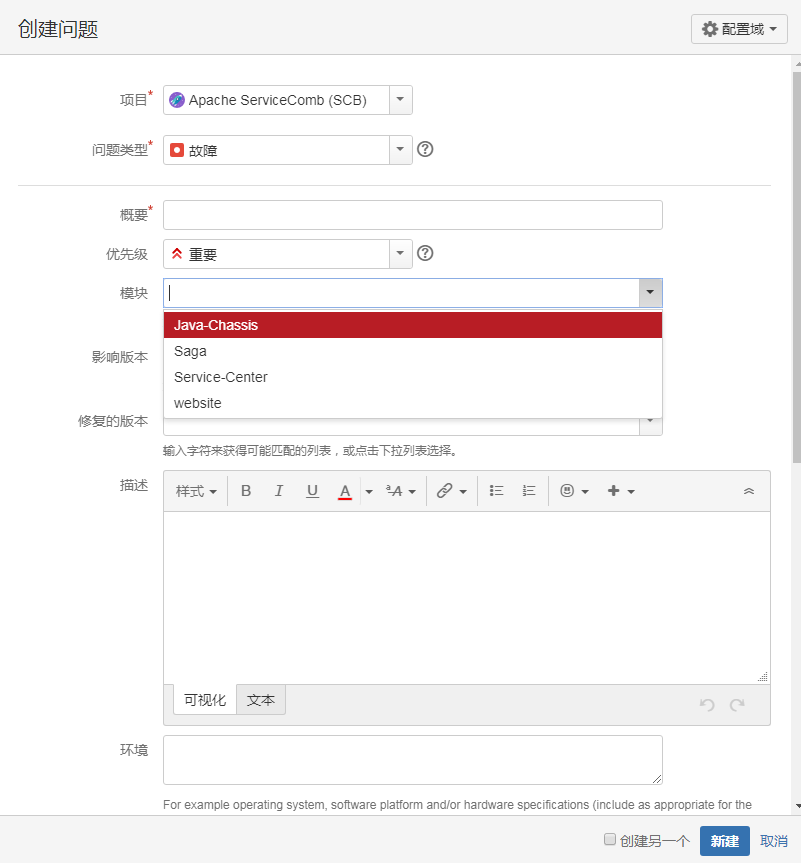 创建问题
配置域
项目*
Apache ServiceComb (SCB)
问题类型*
故障
概要*
优先级
重要
模块
Java-Chassis
Saga
Service-Center
website
影响版本
修复的版本
输入字符来获得可能匹配的列表，或点击下拉列表选择。
描述
样式 B I U A ªA
可视化 文本
环境
For example operating system, software platform and/or hardware specifications (include as appropriate for the
创建另一个 新建 取消